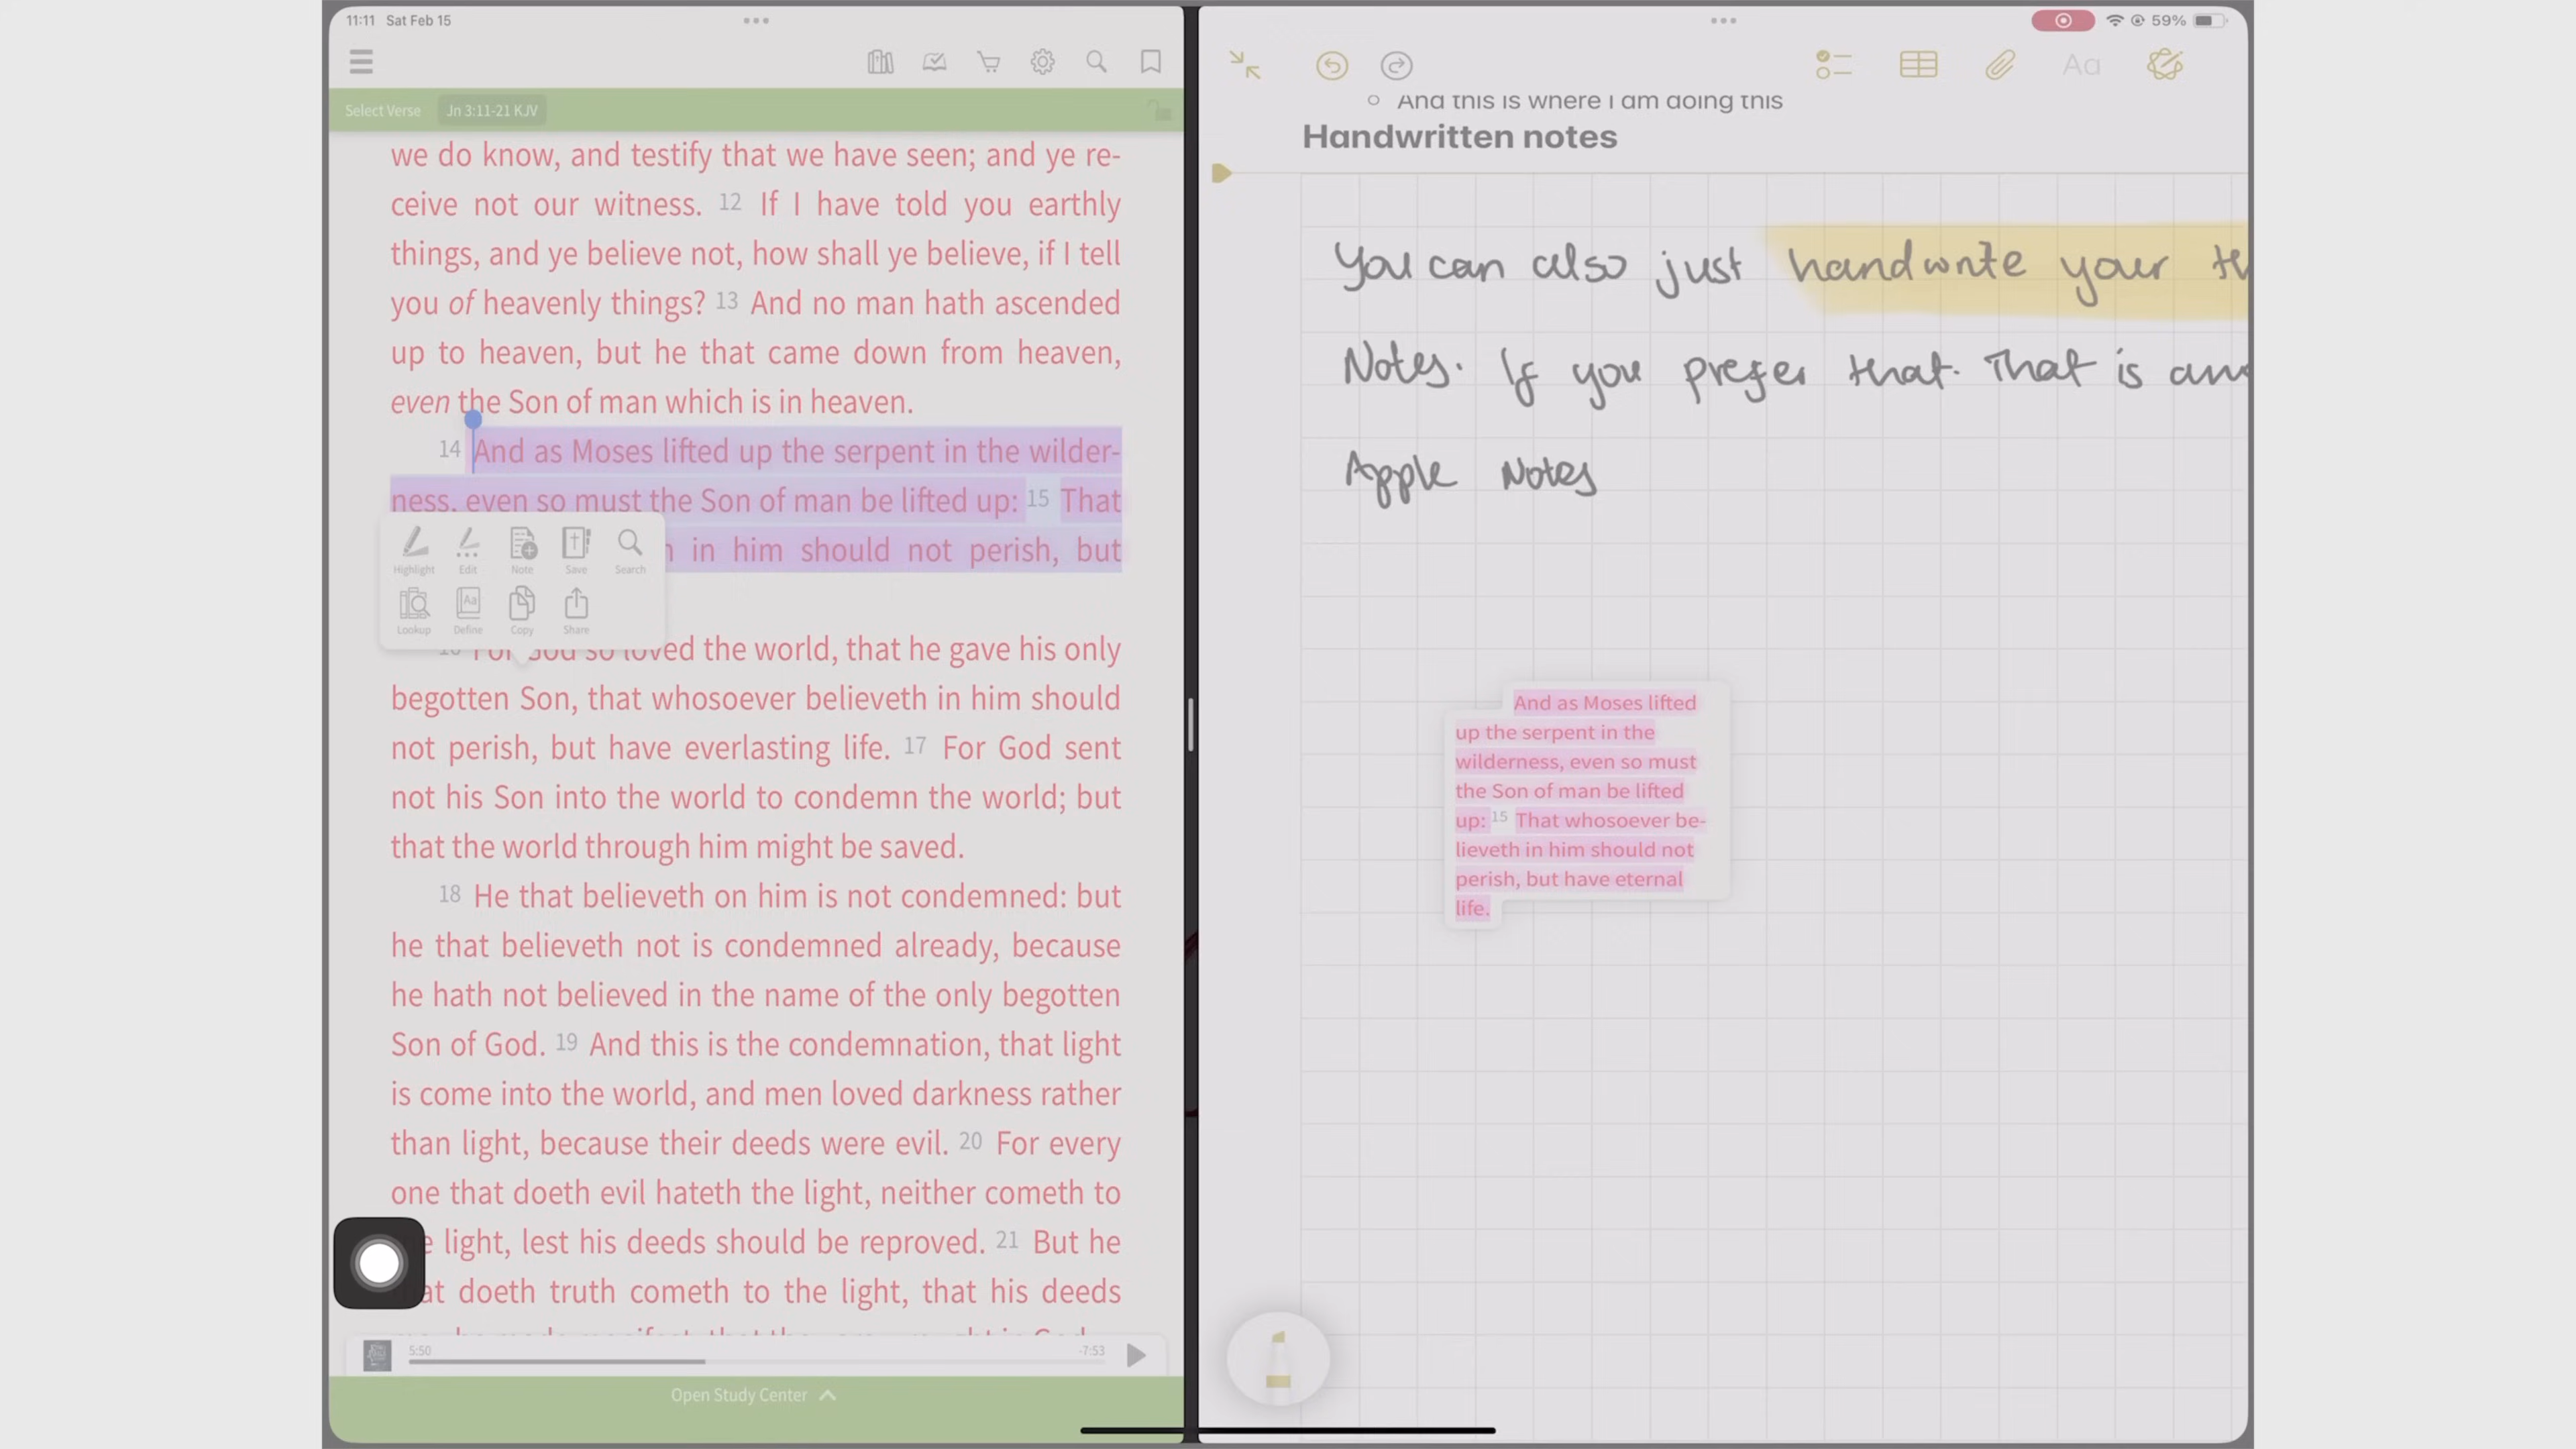 11:11 Sat Feb 15
59%
Select Verse Jn 3:11-21 KJV
we do know, and testify that we have seen; and ye re-
ceive not our witness. 12 If I have told you earthly
things, and ye believe not, how shall ye believe, if I tell
you of heavenly things? 13 And no man hath ascended
up to heaven, but he that came down from heaven,
even the Son of man which is in heaven.
14 And as Moses lifted up the serpent in the wilder-
ness, even so must the Son of man be lifted up: 15 That
in him should not perish, but
Highlight Edit Note Save Search
Lookup Define Copy Share
16 For God so loved the world, that he gave his only
begotten Son, that whosoever believeth in him should
not perish, but have everlasting life. 17 For God sent
not his Son into the world to condemn the world; but
that the world through him might be saved.
18 He that believeth on him is not condemned: but
he that believeth not is condemned already, because
he hath not believed in the name of the only begotten
Son of God. 19 And this is the condemnation, that light
is come into the world, and men loved darkness rather
than light, because their deeds were evil. 20 For every
one that doeth evil hateth the light, neither cometh to
light, lest his deeds should be reproved. 21 But he
doeth truth cometh to the light, that his deeds
5:50 -7:53
Open Study Center
Aa
And this is where I am doing this
Handwritten notes
You can also just handwrite your
Notes. If you prefer that. That is
Apple Notes
And as Moses lifted
up the serpent in the
wilderness, even so must
the Son of man be lifted
up: 15 That whosoever be-
lieveth in him should not
perish, but have eternal
life.